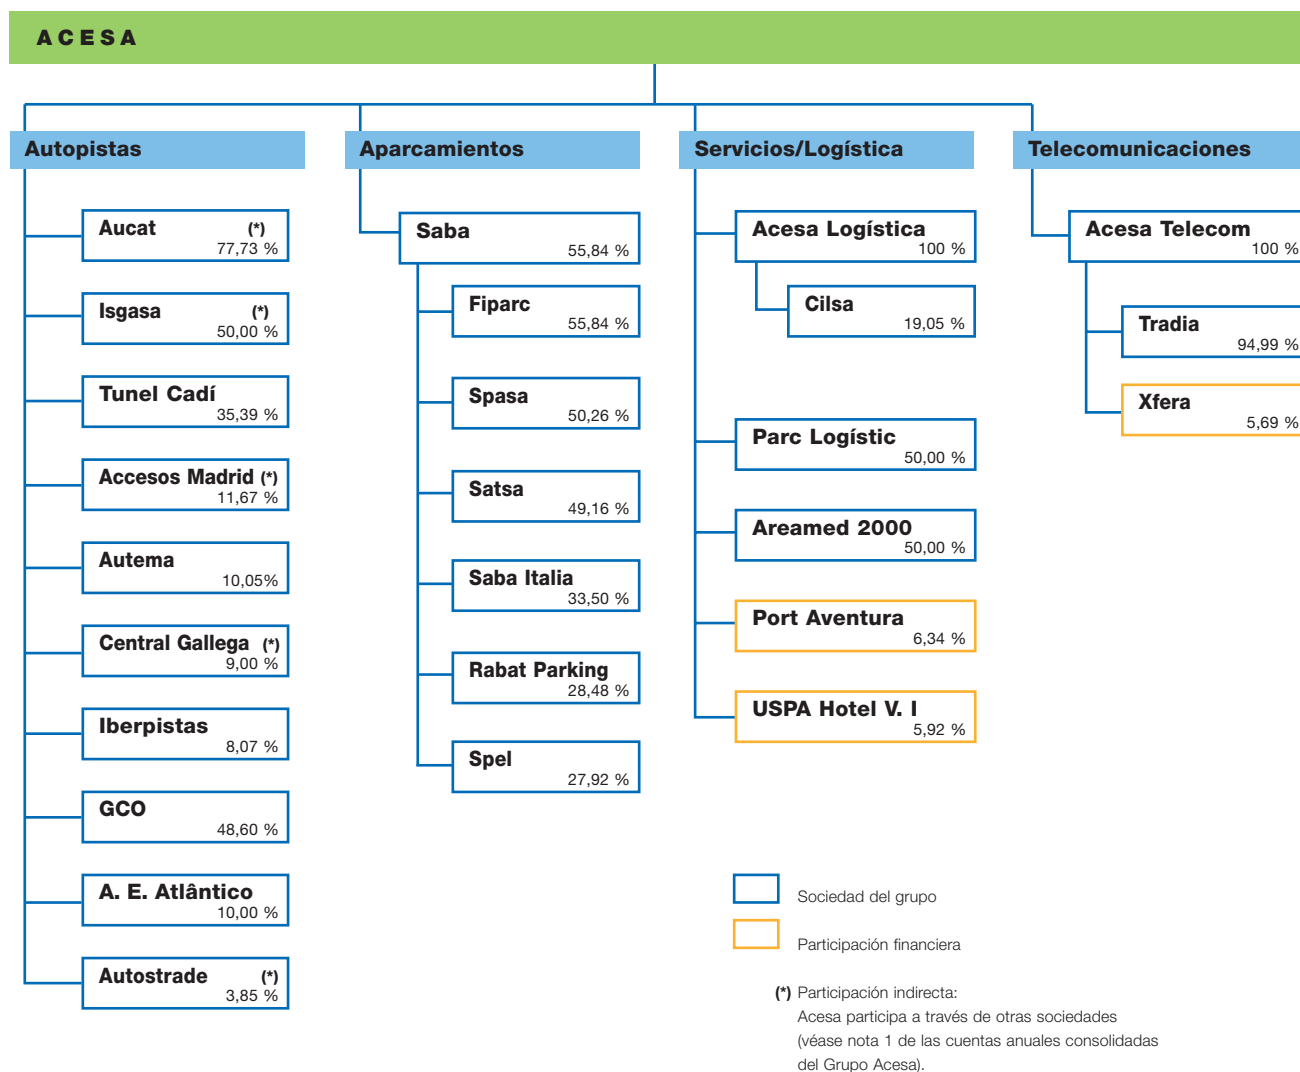 ACESA
Autopistas
Aucat (*)
77,73 %
Isgasa (*)
50,00 %
Tunel Cadí
35,39 %
Accesos Madrid (*)
11,67 %
Autema
10,05%
Central Gallega (*)
9,00 %
Iberpistas
8,07 %
GCO
48,60 %
A. E. Atlântico
10,00 %
Autostrade (*)
3,85 %
Aparcamientos
Saba
55,84 %
Fiparc
55,84 %
Spasa
50,26 %
Satsa
49,16 %
Saba Italia
33,50 %
Rabat Parking
28,48 %
Spel
27,92 %
Servicios/Logística
Acesa Logística
100 %
Cilsa
19,05 %
Parc Logístic
50,00 %
Areamed 2000
50,00 %
Port Aventura
6,34 %
USPA Hotel V. I
5,92 %
Telecomunicaciones
Acesa Telecom
100 %
Tradia
94,99 %
Xfera
5,69 %
Sociedad del grupo
Participación financiera
(*) Participación indirecta:
Acesa participa a través de otras sociedades
(véase nota 1 de las cuentas anuales consolidadas
del Grupo Acesa).